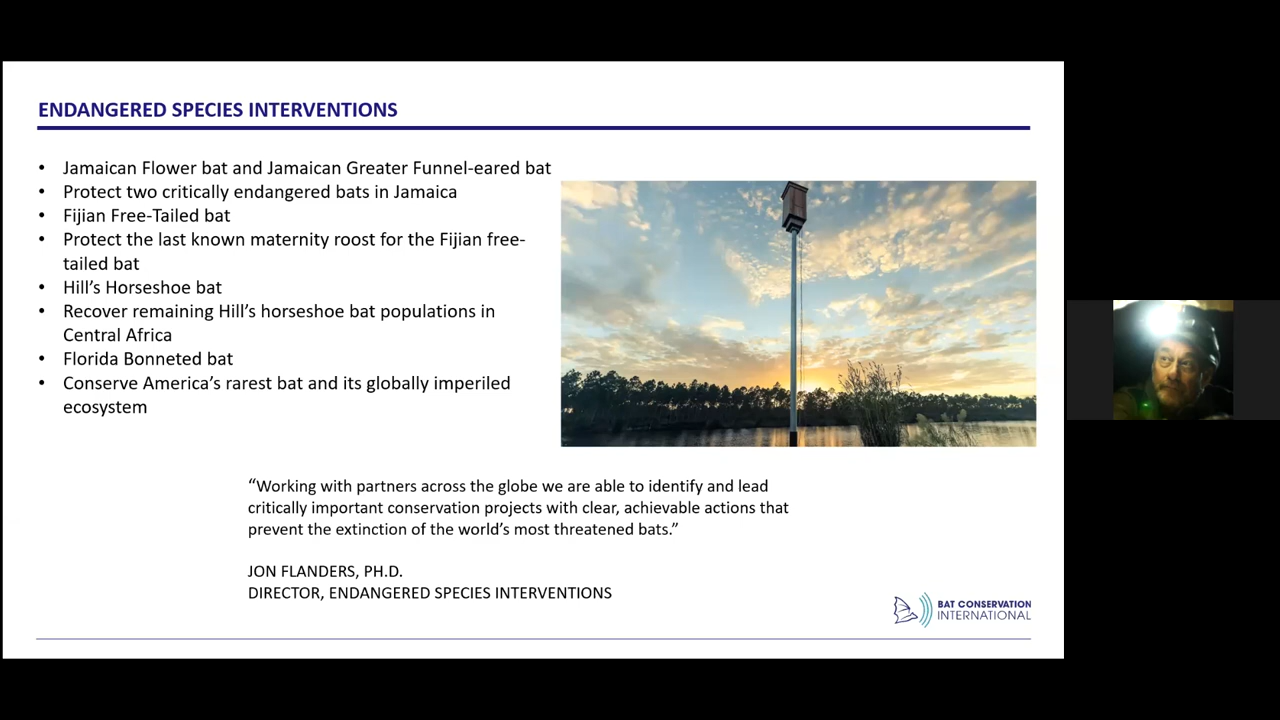 ENDANGERED SPECIES INTERVENTIONS
• Jamaican Flower bat and Jamaican Greater Funnel-eared bat
• Protect two critically endangered bats in Jamaica
• Fijian Free-Tailed bat
• Protect the last known maternity roost for the Fijian free-
tailed bat
• Hill’s Horseshoe bat
• Recover remaining Hill’s horseshoe bat populations in
Central Africa
• Florida Bonneted bat
• Conserve America’s rarest bat and its globally imperiled
ecosystem
“Working with partners across the globe we are able to identify and lead
critically important conservation projects with clear, achievable actions that
prevent the extinction of the world’s most threatened bats.”
JON FLANDERS, PH.D.
DIRECTOR, ENDANGERED SPECIES INTERVENTIONS
BAT CONSERVATION
INTERNATIONAL